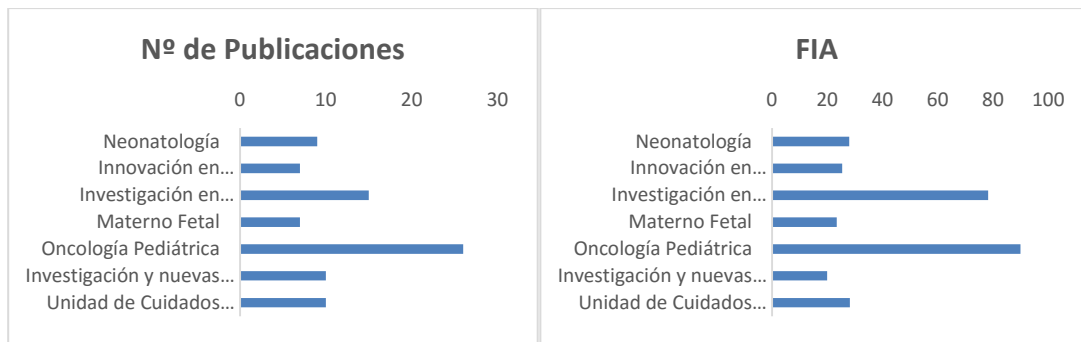 Nº de Publicaciones
0 10 20 30
Neonatología
Innovación en...
Investigación en...
Materno Fetal
Oncología Pediátrica
Investigación y nuevas...
Unidad de Cuidados...
FIA
0 20 40 60 80 100
Neonatología
Innovación en...
Investigación en...
Materno Fetal
Oncología Pediátrica
Investigación y nuevas...
Unidad de Cuidados...